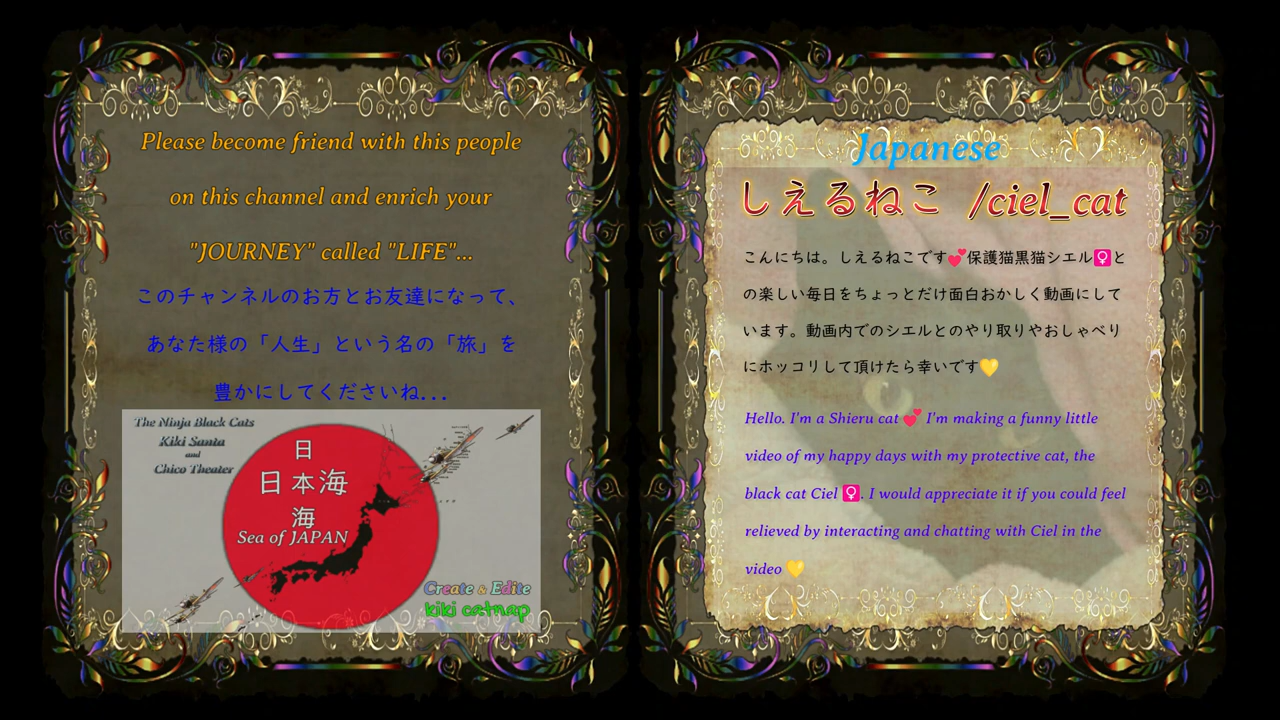 Please become friend with this people
on this channel and enrich your
"JOURNEY" called "LIFE"...
このチャンネルのお方とお友達になって、
あなた様の「人生」という名の「旅」を
豊かにしてくださいね...
The Ninja Black Cats
Kiki Santa
and
Chico Theater
日
日本海
海
Sea of JAPAN
Create & Edite
kiki catnap
Japanese
しえるねこ /ciel_cat
こんにちは。しえるねこです💕保護猫黒猫シエル♀と
の楽しい毎日をちょっとだけ面白おかしく動画にして
います。動画内でのシエルとのやり取りやおしゃべり
にホッコリして頂けたら幸いです💛
Hello. I'm a Shieru cat 💕 I'm making a funny little
video of my happy days with my protective cat, the
black cat Ciel ♀. I would appreciate it if you could feel
relieved by interacting and chatting with Ciel in the
video 💛